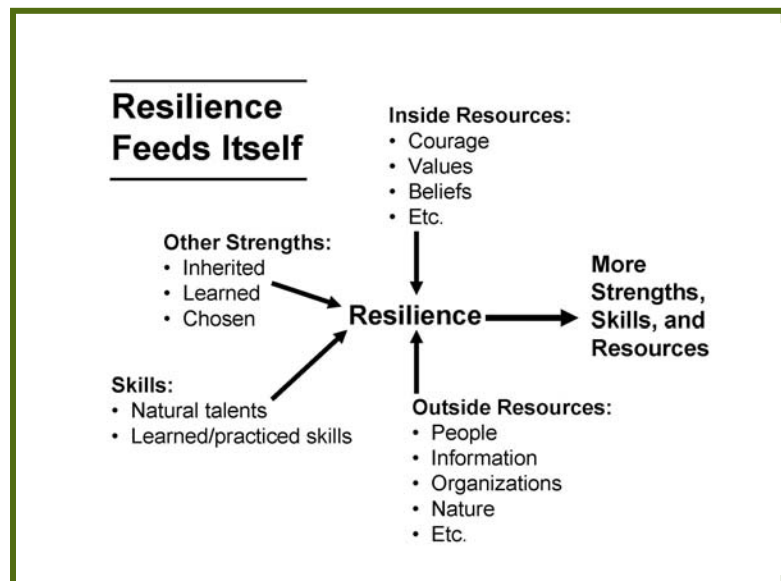 Resilience
Feeds Itself
Inside Resources:
• Courage
• Values
• Beliefs
• Etc.
Other Strengths:
• Inherited
• Learned
• Chosen
Resilience
More
Strengths,
Skills, and
Resources
Skills:
• Natural talents
• Learned/practiced skills
Outside Resources:
• People
• Information
• Organizations
• Nature
• Etc.